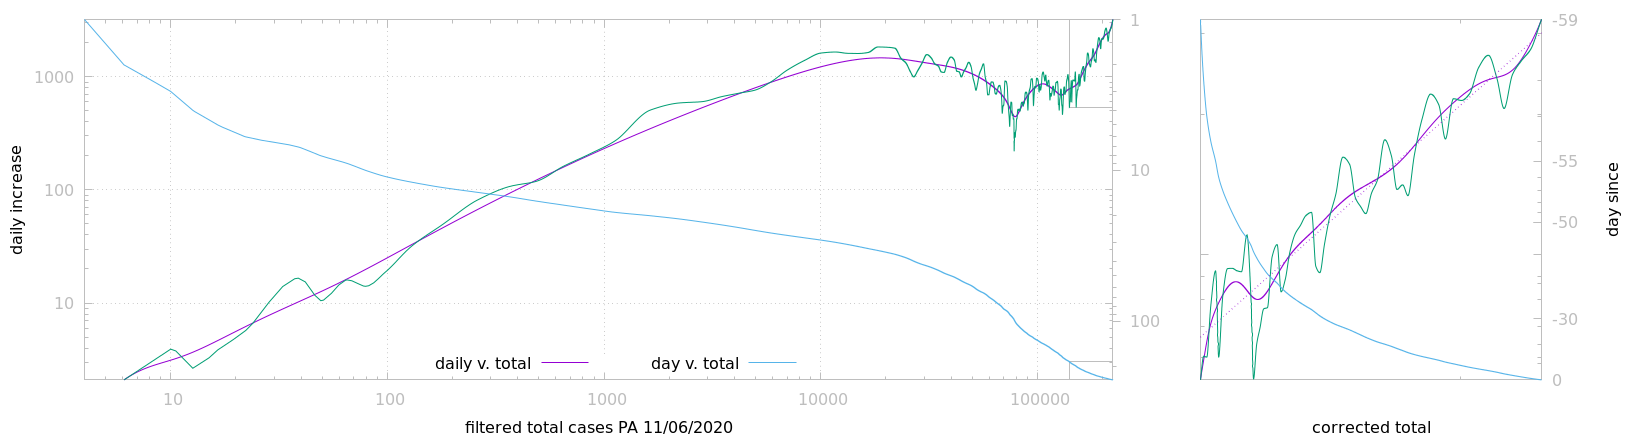 daily increase
1000
100
10
10
100
1000
10000
100000
1
10
100
daily v. total
day v. total
filtered total cases PA 11/06/2020
-59
-55
-50
-30
0
day since
corrected total